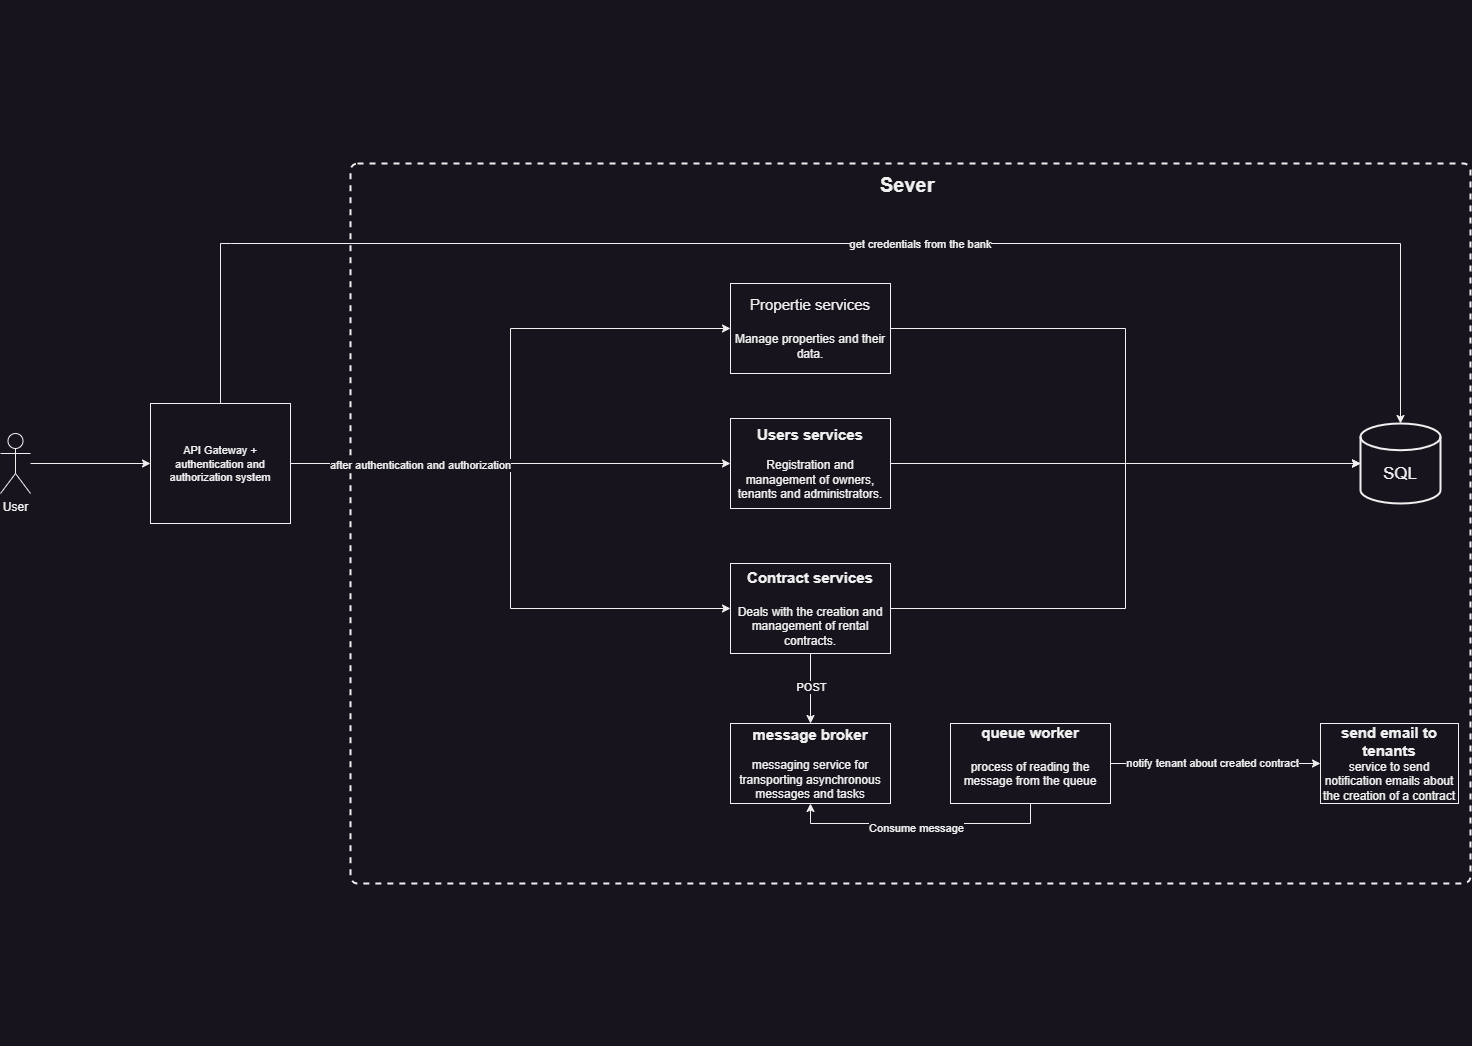 Sever
get credentials from the bank
Propertie services
Manage properties and their
data.
User
API Gateway +
authentication and
authorization system
after authentication and authorization
Users services
Registration and
management of owners,
tenants and administrators.
SQL
Contract services
Deals with the creation and
management of rental
contracts.
POST
message broker
messaging service for
transporting asynchronous
messages and tasks
queue worker
process of reading the
message from the queue
notify tenant about created contract
send email to
tenants
service to send
notification emails about
the creation of a contract
Consume message